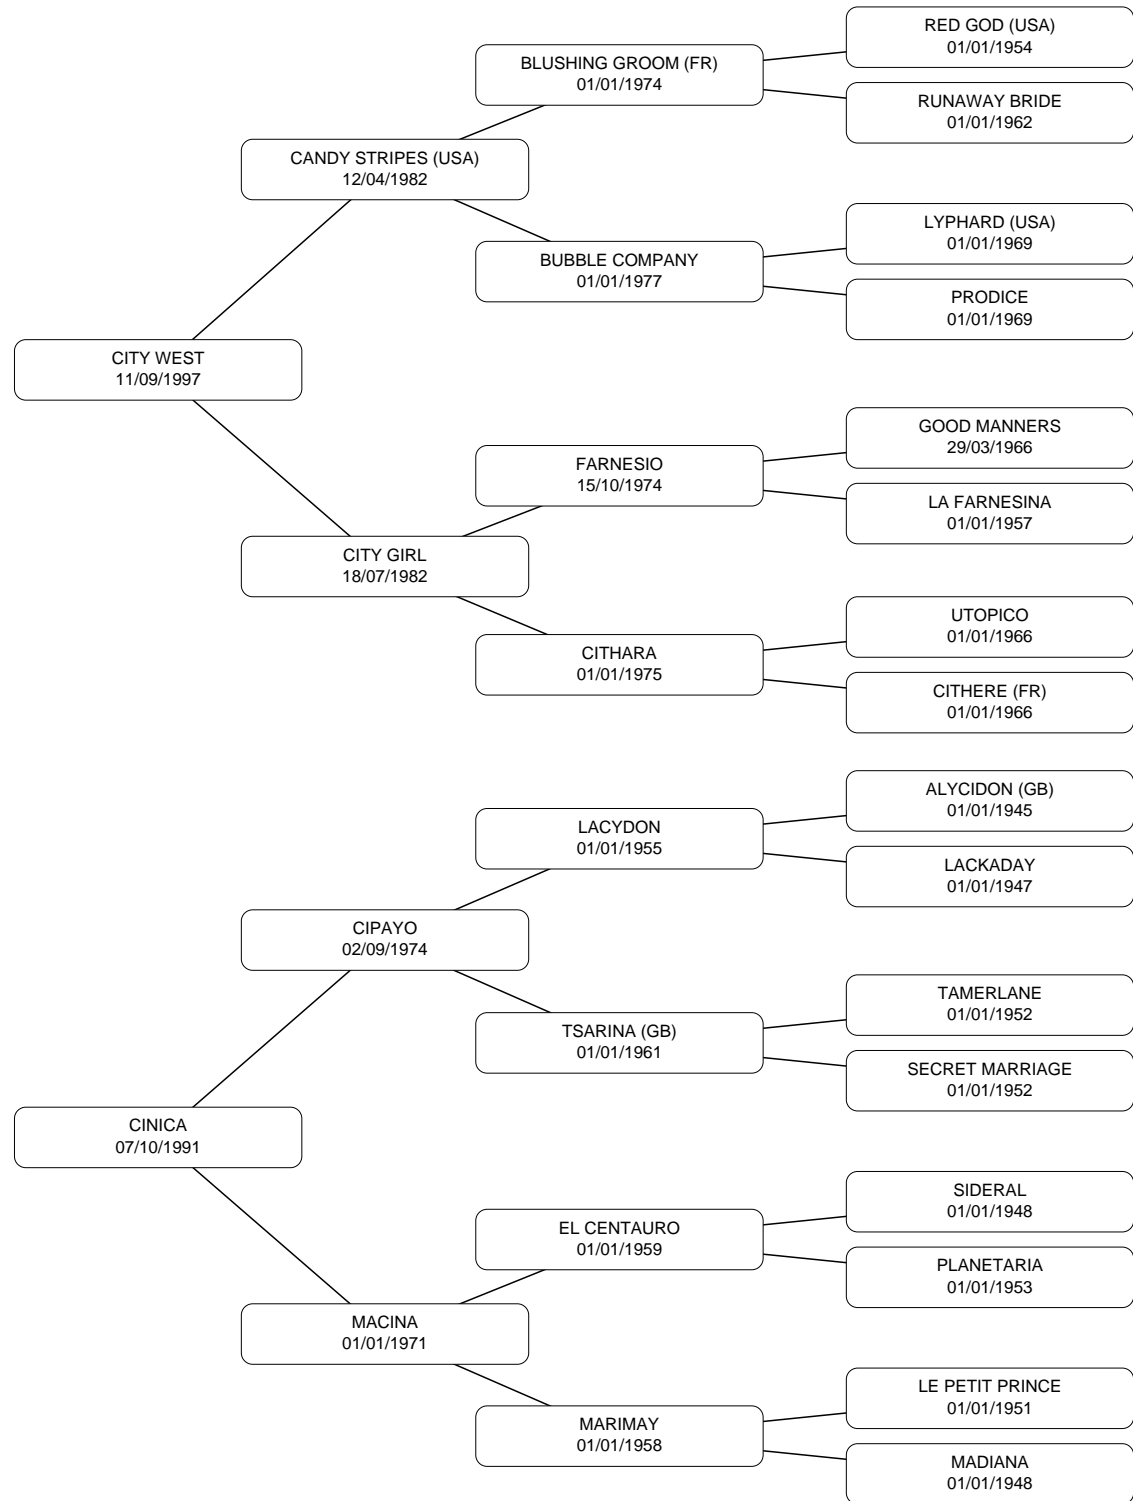 RED GOD (USA)
01/01/1954
BLUSHING GROOM (FR)
01/01/1974
RUNAWAY BRIDE
01/01/1962
CANDY STRIPES (USA)
12/04/1982
LYPHARD (USA)
01/01/1969
BUBBLE COMPANY
01/01/1977
PRODICE
01/01/1969
CITY WEST
11/09/1997
GOOD MANNERS
29/03/1966
FARNESIO
15/10/1974
LA FARNESINA
01/01/1957
CITY GIRL
18/07/1982
UTOPICO
01/01/1966
CITHARA
01/01/1975
CITHERE (FR)
01/01/1966
ALYCIDON (GB)
01/01/1945
LACYDON
01/01/1955
LACKADAY
01/01/1947
CIPAYO
02/09/1974
TAMERLANE
01/01/1952
TSARINA (GB)
01/01/1961
SECRET MARRIAGE
01/01/1952
CINICA
07/10/1991
SIDERAL
01/01/1948
EL CENTAURO
01/01/1959
PLANETARIA
01/01/1953
MACINA
01/01/1971
LE PETIT PRINCE
01/01/1951
MARIMAY
01/01/1958
MADIANA
01/01/1948